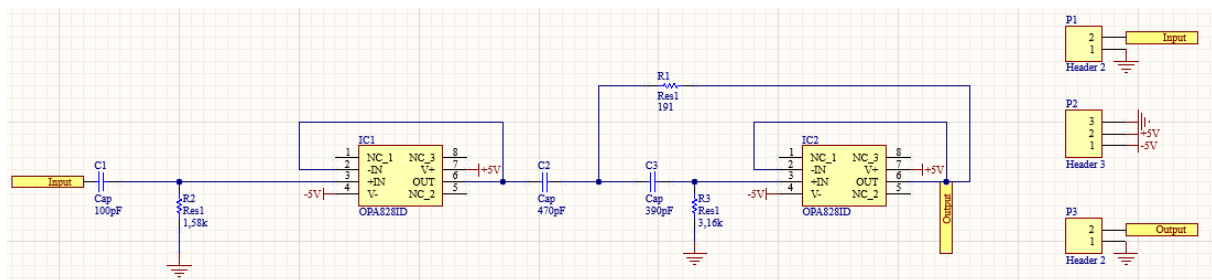 P1
2
Input
1
Header 2
R1
Res1
191
P2
3
2
+5V
1
-5V
Header 3
IC1
1
NC_1
NC_3
8
2
-IN
V+
7
+5V
3
+IN
OUT
6
-5V
4
V-
NC_2
5
OPA828ID
IC2
1
NC_1
NC_3
8
2
-IN
V+
7
+5V
3
+IN
OUT
6
-5V
4
V-
NC_2
5
OPA828ID
C1
Input
Cap
100pF
R2
Res1
1,58k
C2
Cap
470pF
C3
Cap
390pF
R3
Res1
3,16k
Output
P3
2
Output
1
Header 2